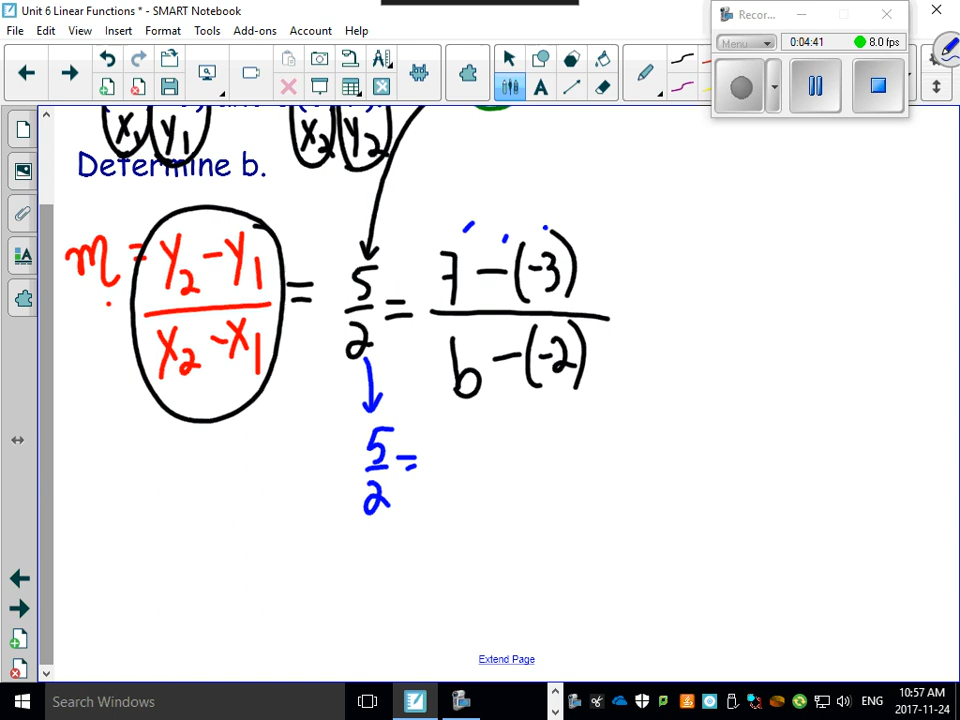 Unit 6 Linear Functions * - SMART Notebook
File Edit View Insert Format Tools Add-ons Account Help
Recor...
Menu 0:04:41 8.0 fps
x1 y1 x2 y2
Determine b.
m = y2 - y1 / x2 - x1 = 5/2 = 7 - (-3) / b - (-2)
5/2 =
Extend Page
Search Windows
ENG
10:57 AM
2017-11-24